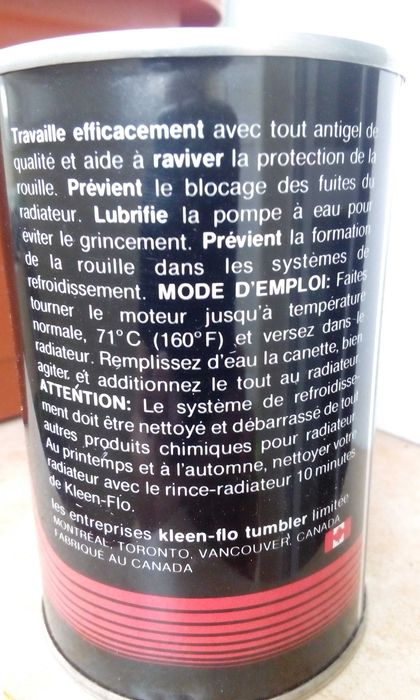 Travaille efficacement avec tout antigel de
qualité et aide à raviver la protection de la
rouille. Prévient le blocage des fuites du
radiateur. Lubrifie la pompe à eau pour
éviter le grincement. Prévient la formation
de la rouille dans les systèmes de
refroidissement. MODE D'EMPLOI: Faites
tourner le moteur jusqu'à température
normale, 71°C (160°F) et versez dans-le
radiateur. Remplissez d'eau la canette, bien
agiter, et additionnez le tout au radiateur.
ATTENTION: Le système de refroidisse-
ment doit être nettoyé et débarrassé de tout
autres produits chimiques pour radiateur.
Au printemps et à l'automne, nettoyer votre
radiateur avec le rince-radiateur 10 minutes
de Kleen-Flo.
les entreprises kleen-flo tumbler limitée
MONTRÉAL, TORONTO, VANCOUVER, CANADA
FABRIQUÉ AU CANADA